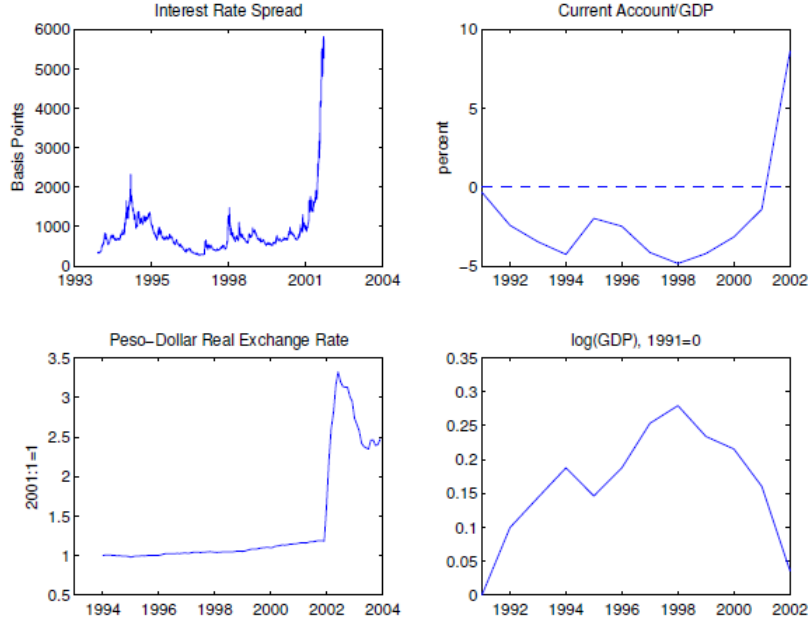 Interest Rate Spread
6000
5000
4000
3000
2000
1000
0
Basis Points
1993 1995 1998 2001 2004
Current Account/GDP
10
5
0
−5
percent
1992 1994 1996 1998 2000 2002
Peso−Dollar Real Exchange Rate
3.5
3
2.5
2
1.5
1
0.5
2001:1=1
1994 1996 1998 2000 2002 2004
log(GDP), 1991=0
0.35
0.3
0.25
0.2
0.15
0.1
0.05
0
1992 1994 1996 1998 2000 2002